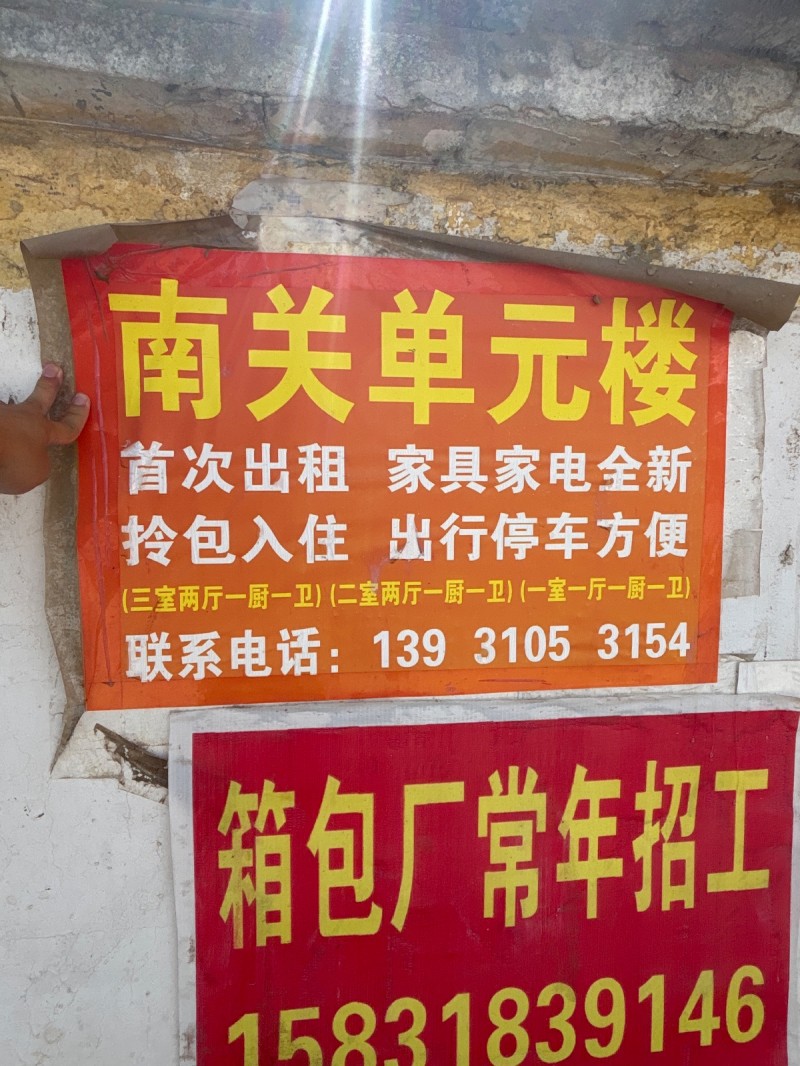 南关单元楼
首次出租 家具家电全新
拎包入住 出行停车方便
(三室两厅一厨一卫) (二室两厅一厨一卫) (一室一厅一厨一卫)
联系电话：139 3105 3154
箱包厂常年招工
15831839146